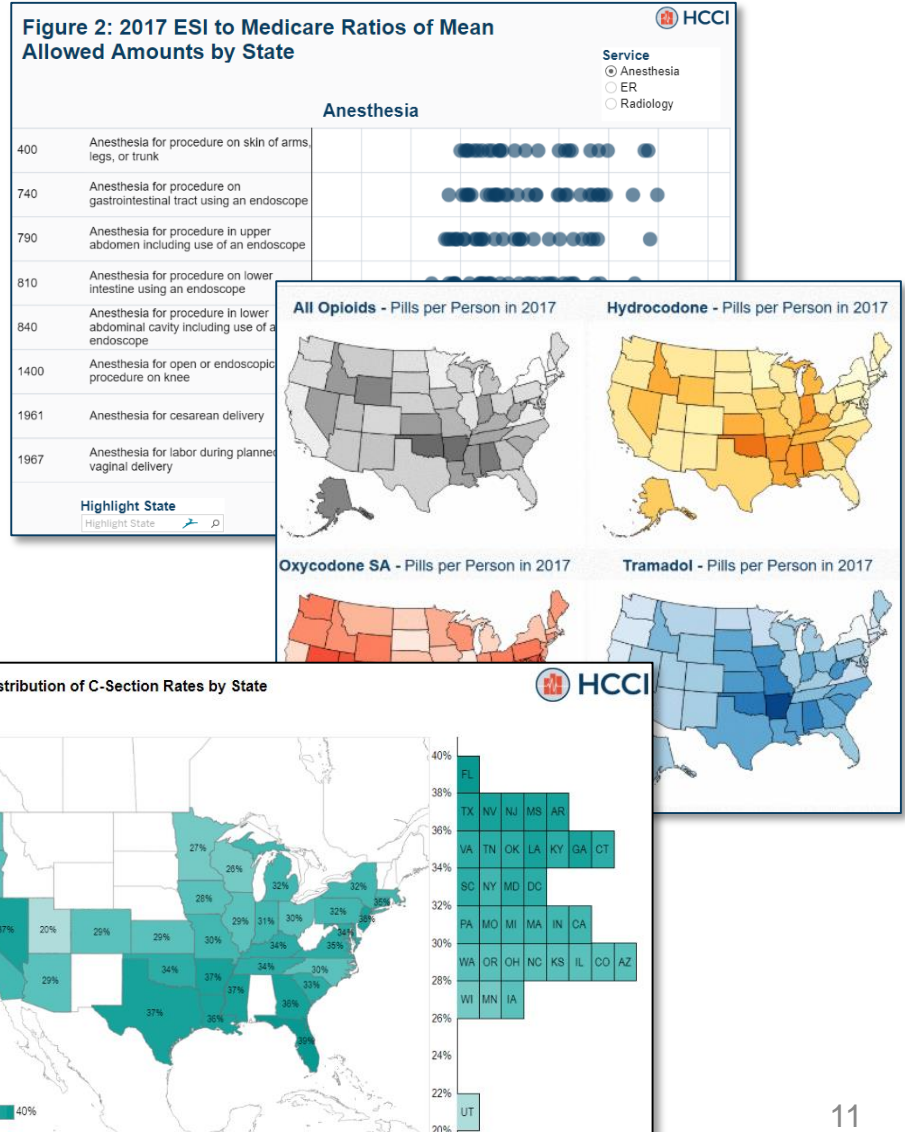 Figure 2: 2017 ESI to Medicare Ratios of Mean
Allowed Amounts by State
HCCI
Service
Anesthesia
ER
Radiology
Anesthesia
400
Anesthesia for procedure on skin of arms,
legs, or trunk
740
Anesthesia for procedure on
gastrointestinal tract using an endoscope
790
Anesthesia for procedure in upper
abdomen including use of an endoscope
810
Anesthesia for procedure on lower
intestine using an endoscope
840
Anesthesia for procedure in lower
abdominal cavity including use of a
endoscope
1400
Anesthesia for open or endoscopic
procedure on knee
1961
Anesthesia for cesarean delivery
1967
Anesthesia for labor during planned
vaginal delivery
Highlight State
Highlight State
All Opioids - Pills per Person in 2017
Hydrocodone - Pills per Person in 2017
Oxycodone SA - Pills per Person in 2017
Tramadol - Pills per Person in 2017
stribution of C-Section Rates by State
HCCI
27%
26%
32%
32%
35%
28%
32%
38%
37%
20%
29%
29%
30%
29%
31%
30%
34%
34%
35%
29%
34%
37%
34%
30%
33%
37%
37%
36%
36%
39%
40%
40%
FL
38%
TX NV NJ MS AR
36%
VA TN OK LA KY GA CT
34%
SC NY MD DC
32%
PA MO MI MA IN CA
30%
WA OR OH NC KS IL CO AZ
28%
WI MN IA
26%
24%
22%
UT
20%
11